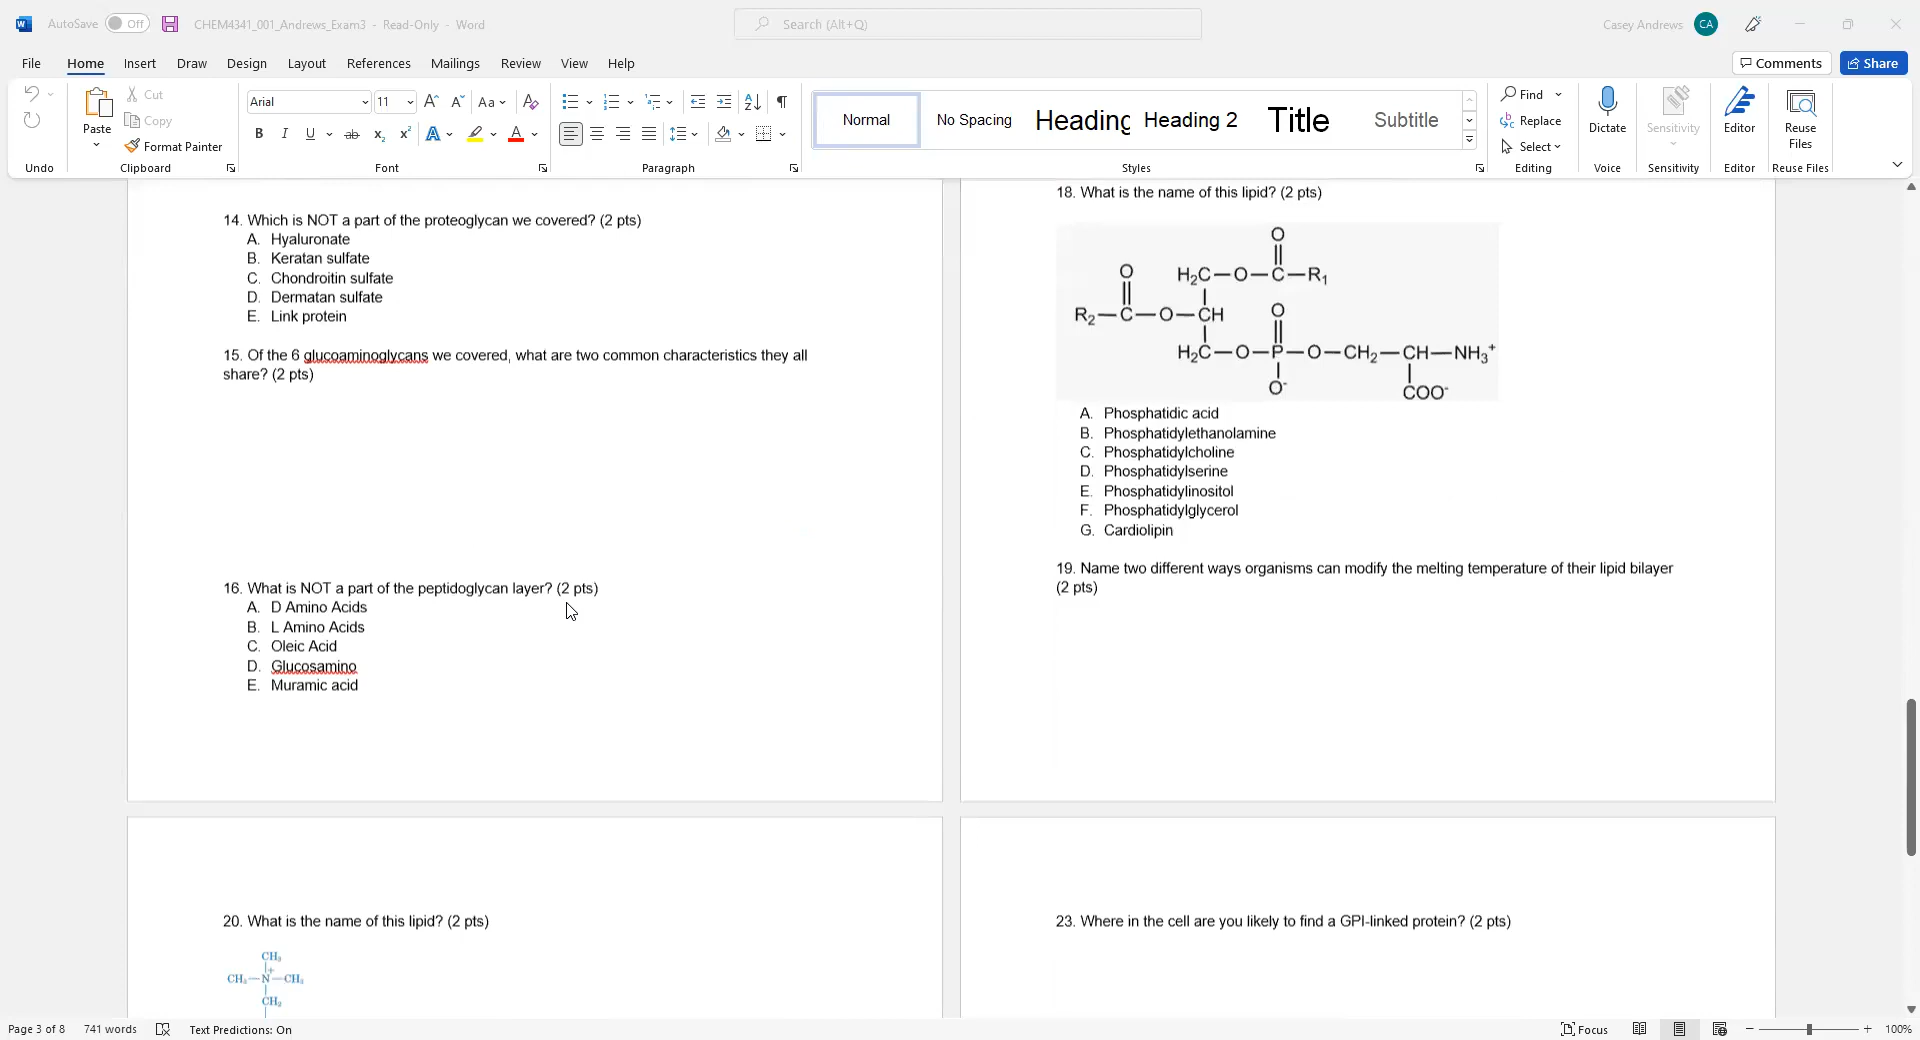 AutoSave Off CHEM4341_001_Andrews_Exam3 - Read-Only - Word Search (Alt+Q) Casey Andrews CA
File Home Insert Draw Design Layout References Mailings Review View Help Comments Share
Paste Cut Copy Format Painter
Arial 11 Aa
B I U ab x₂ x² A A
Normal No Spacing Heading Heading 2 Title Subtitle
Find Replace Select
Dictate Sensitivity Editor Reuse Files
Undo Clipboard Font Paragraph Styles Editing Voice Sensitivity Editor Reuse Files
14. Which is NOT a part of the proteoglycan we covered? (2 pts)
A. Hyaluronate
B. Keratan sulfate
C. Chondroitin sulfate
D. Dermatan sulfate
E. Link protein
15. Of the 6 glucoaminoglycans we covered, what are two common characteristics they all
share? (2 pts)
16. What is NOT a part of the peptidoglycan layer? (2 pts)
A. D Amino Acids
B. L Amino Acids
C. Oleic Acid
D. Glucosamino
E. Muramic acid
18. What is the name of this lipid? (2 pts)
O
O H₂C—O—C—R₁
R₂—C—O—CH O
H₂C—O—P—O—CH₂—CH—NH₃⁺
O⁻ COO⁻
A. Phosphatidic acid
B. Phosphatidylethanolamine
C. Phosphatidylcholine
D. Phosphatidylserine
E. Phosphatidylinositol
F. Phosphatidylglycerol
G. Cardiolipin
19. Name two different ways organisms can modify the melting temperature of their lipid bilayer
(2 pts)
20. What is the name of this lipid? (2 pts)
CH₃
CH₃—N⁺—CH₃
CH₂
23. Where in the cell are you likely to find a GPI-linked protein? (2 pts)
Page 3 of 8 741 words Text Predictions: On Focus 100%